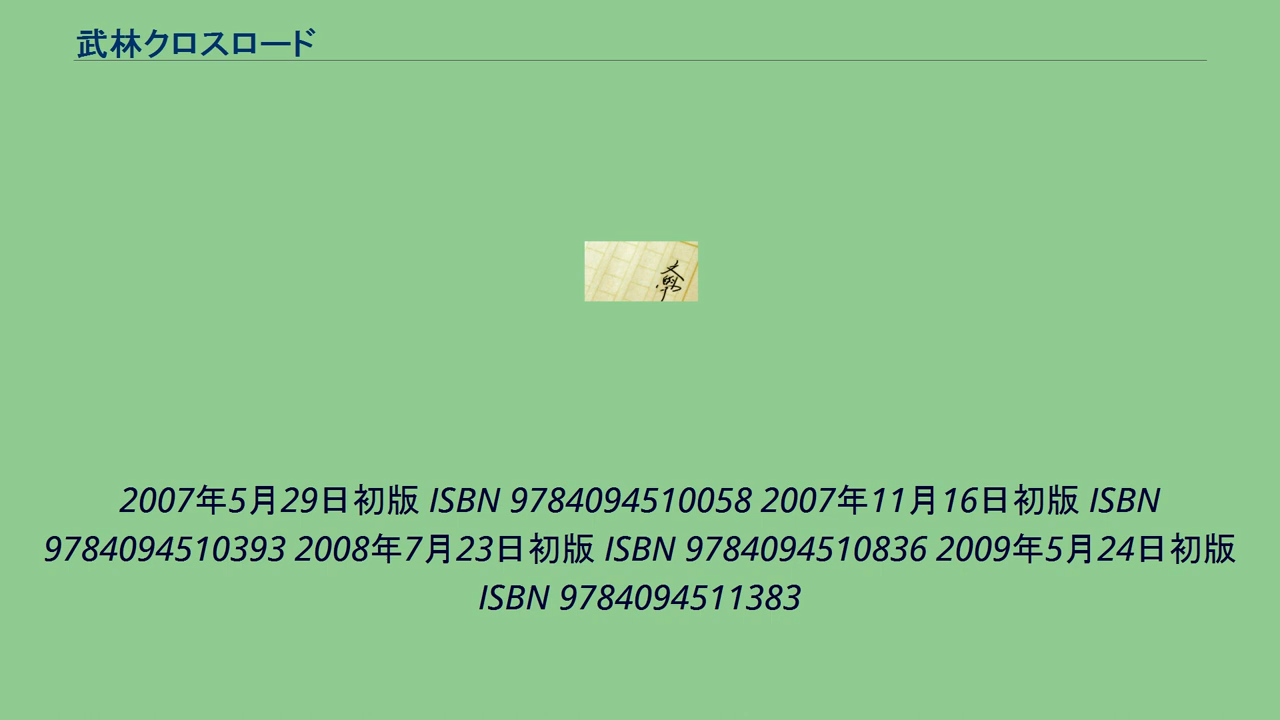 武林クロスロード
2007年5月29日初版 ISBN 9784094510058 2007年11月16日初版 ISBN
9784094510393 2008年7月23日初版 ISBN 9784094510836 2009年5月24日初版
ISBN 9784094511383